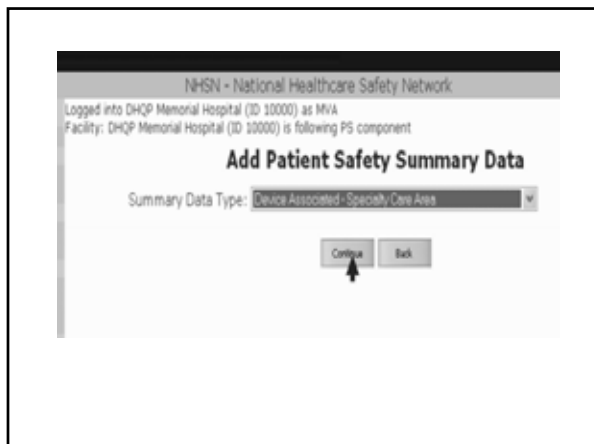 NHSN - National Healthcare Safety Network
Logged into DHQP Memorial Hospital (ID 10000) as MVA
Facility: DHQP Memorial Hospital (ID 10000) is following PS component
Add Patient Safety Summary Data
Summary Data Type: Device Associated - Specialty Care Area
Continue Back